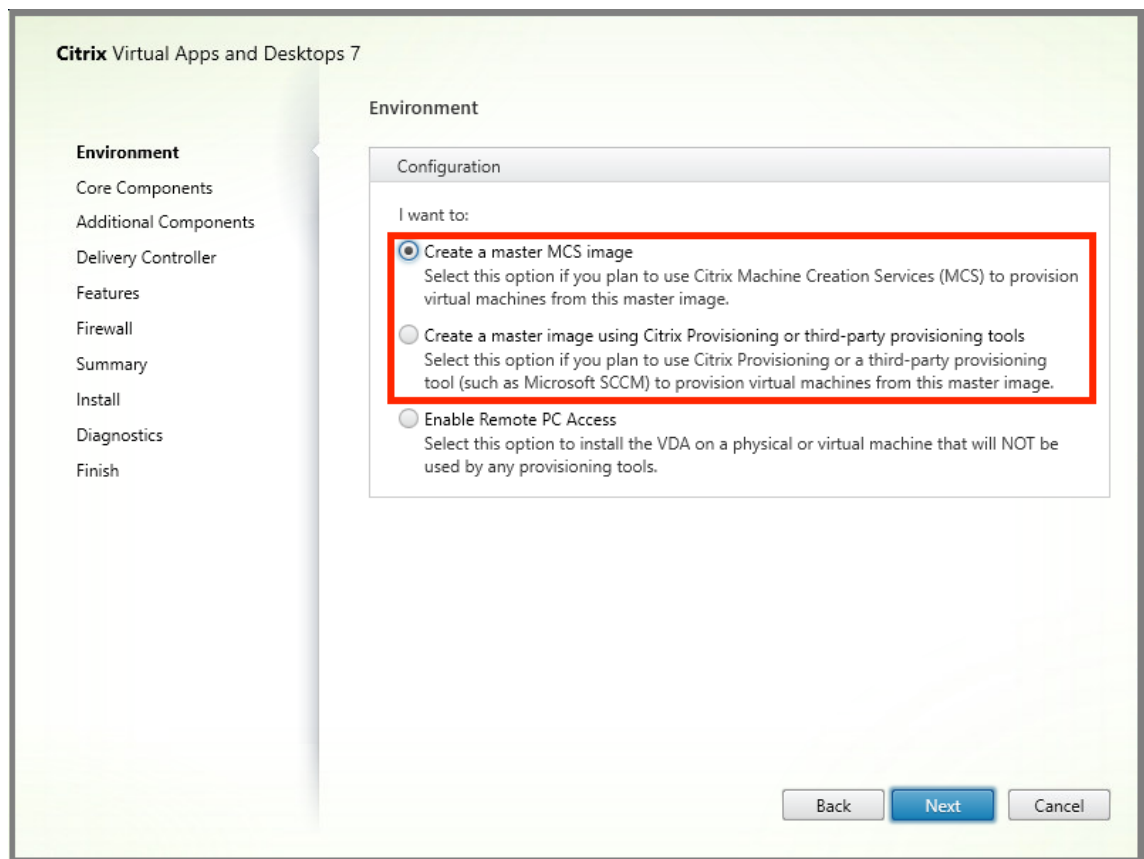 Citrix Virtual Apps and Desktops 7
Environment
Core Components
Additional Components
Delivery Controller
Features
Firewall
Summary
Install
Diagnostics
Finish
Environment
Configuration
I want to:
Create a master MCS image
Select this option if you plan to use Citrix Machine Creation Services (MCS) to provision
virtual machines from this master image.
Create a master image using Citrix Provisioning or third-party provisioning tools
Select this option if you plan to use Citrix Provisioning or a third-party provisioning
tool (such as Microsoft SCCM) to provision virtual machines from this master image.
Enable Remote PC Access
Select this option to install the VDA on a physical or virtual machine that will NOT be
used by any provisioning tools.
Back Next Cancel